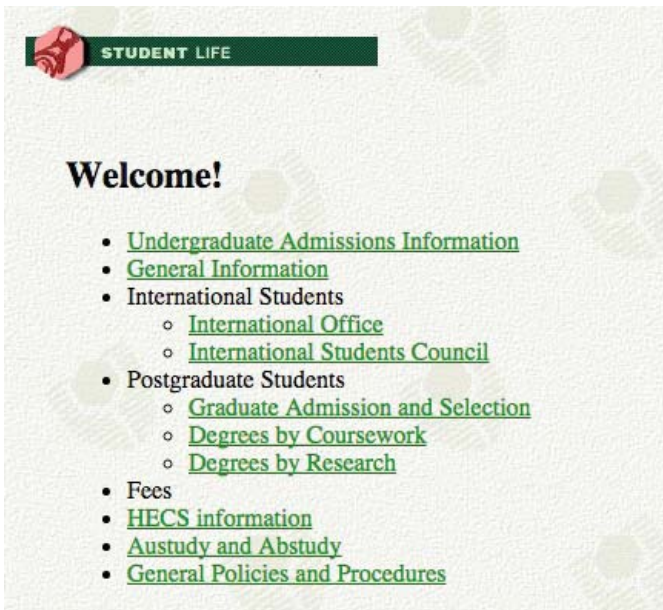 STUDENT LIFE
Welcome!
Undergraduate Admissions Information
General Information
International Students
International Office
International Students Council
Postgraduate Students
Graduate Admission and Selection
Degrees by Coursework
Degrees by Research
Fees
HECS information
Austudy and Abstudy
General Policies and Procedures